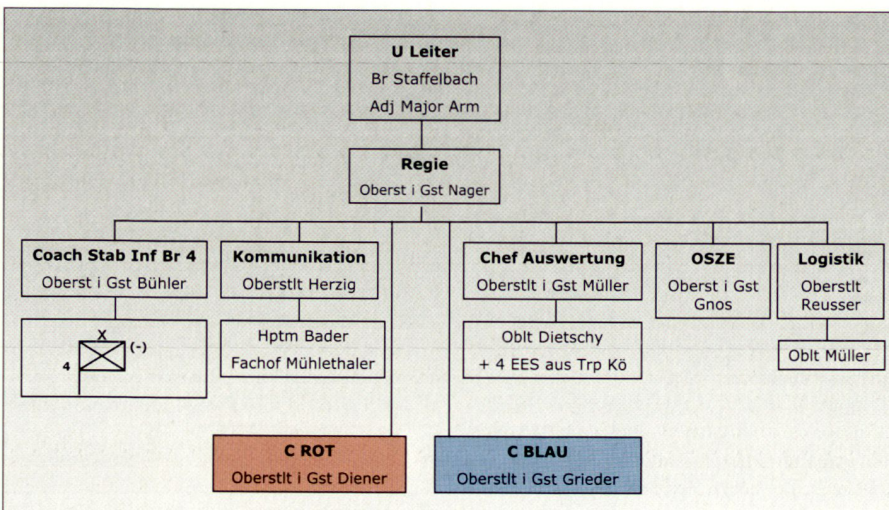 U Leiter
Br Staffelbach
Adj Major Arm
Regie
Oberst i Gst Nager
Coach Stab Inf Br 4
Oberst i Gst Bühler
X
(-)
4
Kommunikation
Oberstlt Herzig
Hptm Bader
Fachof Mühlethaler
Chef Auswertung
Oberstlt i Gst Müller
Oblt Dietschy
+ 4 EES aus Trp Kö
OSZE
Oberst i Gst
Gnos
Logistik
Oberstlt
Reusser
Oblt Müller
C ROT
Oberstlt i Gst Diener
C BLAU
Oberstlt i Gst Grieder